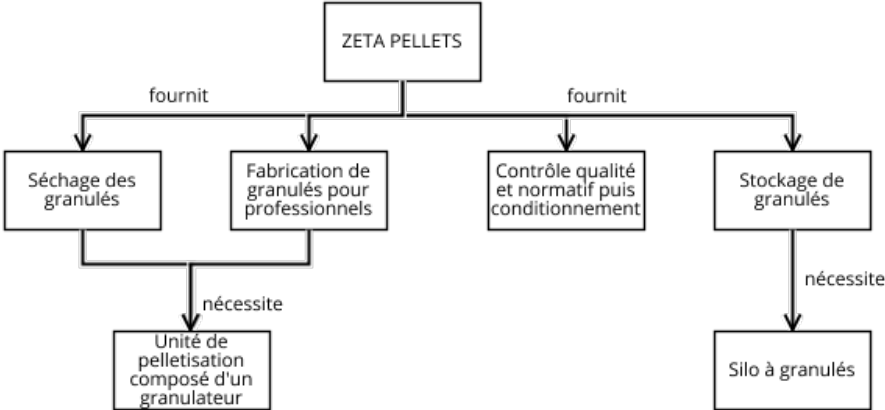 ZETA PELLETS
fournit
fournit
Séchage des
granulés
Fabrication de
granulés pour
professionnels
Contrôle qualité
et normatif puis
conditionnement
Stockage de
granulés
nécessite
nécessite
Unité de
pelletisation
composé d'un
granulateur
Silo à granulés